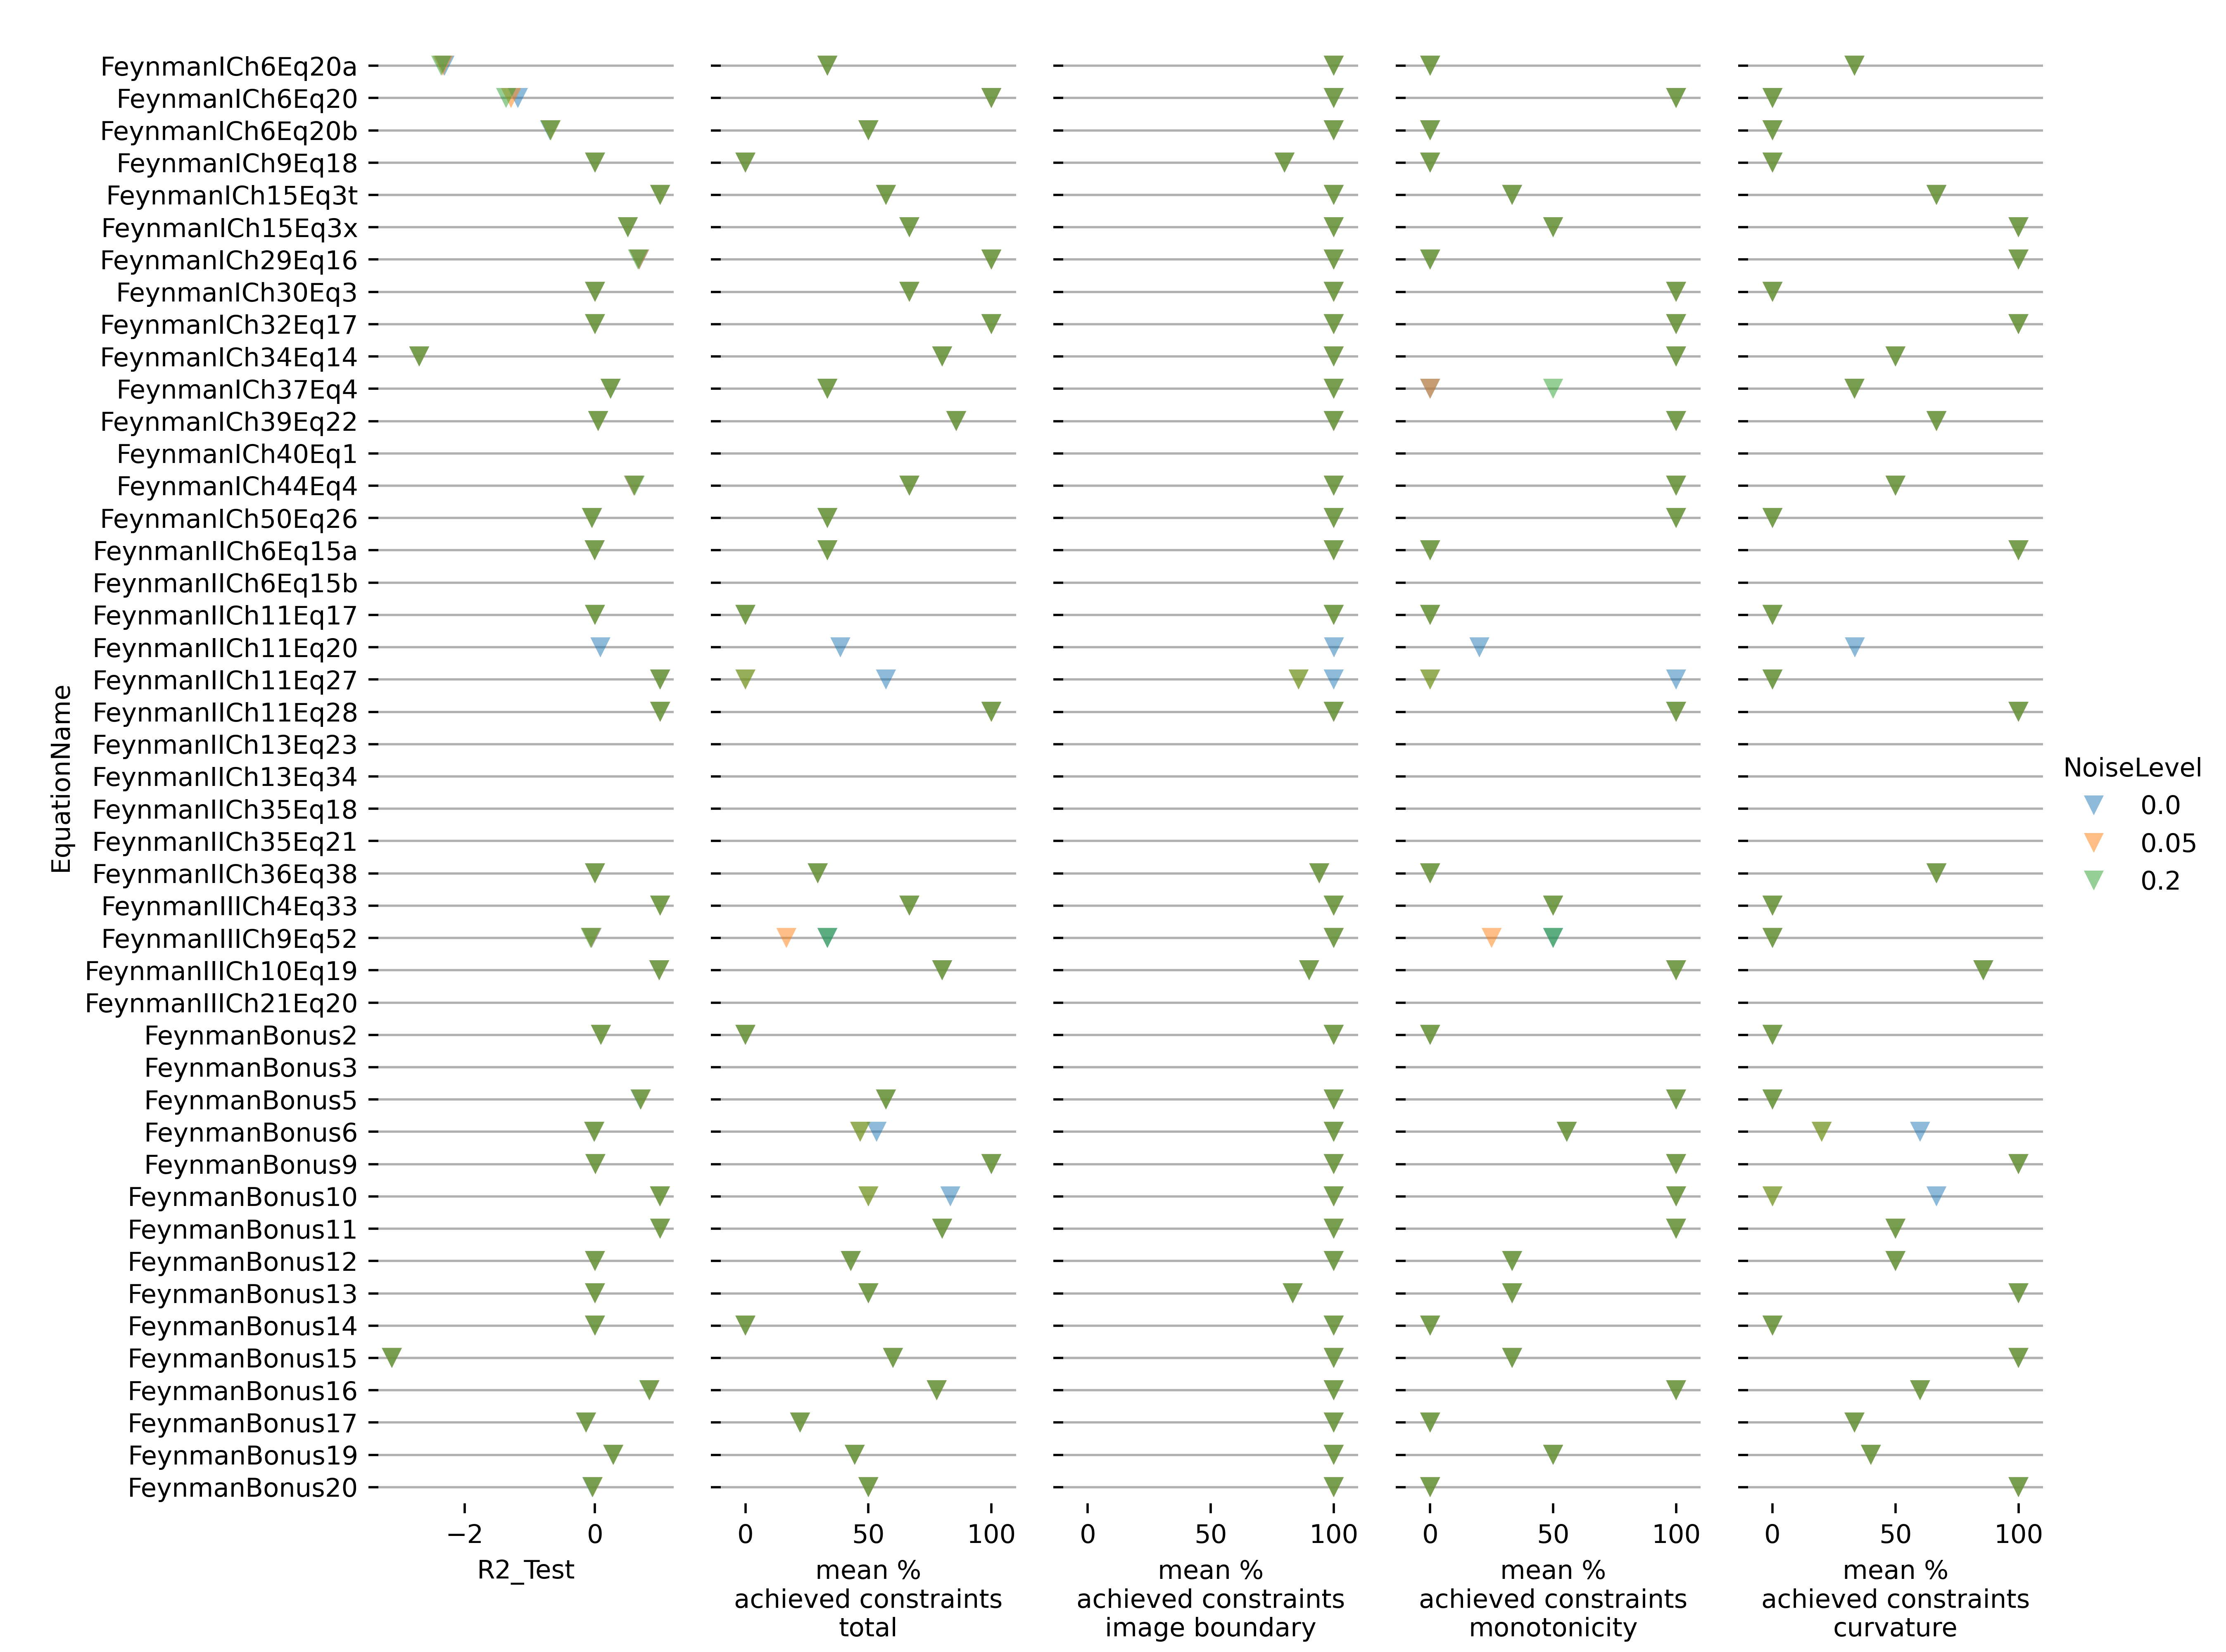 FeynmanICh6Eq20a
FeynmanICh6Eq20
FeynmanICh6Eq20b
FeynmanICh9Eq18
FeynmanICh15Eq3t
FeynmanICh15Eq3x
FeynmanICh29Eq16
FeynmanICh30Eq3
FeynmanICh32Eq17
FeynmanICh34Eq14
FeynmanICh37Eq4
FeynmanICh39Eq22
FeynmanICh40Eq1
FeynmanICh44Eq4
FeynmanICh50Eq26
FeynmanIICh6Eq15a
FeynmanIICh6Eq15b
FeynmanIICh11Eq17
FeynmanIICh11Eq20
FeynmanIICh11Eq27
FeynmanIICh11Eq28
FeynmanIICh13Eq23
FeynmanIICh13Eq34
FeynmanIICh35Eq18
FeynmanIICh35Eq21
FeynmanIICh36Eq38
FeynmanIIICh4Eq33
FeynmanIIICh9Eq52
FeynmanIIICh10Eq19
FeynmanIIICh21Eq20
FeynmanBonus2
FeynmanBonus3
FeynmanBonus5
FeynmanBonus6
FeynmanBonus9
FeynmanBonus10
FeynmanBonus11
FeynmanBonus12
FeynmanBonus13
FeynmanBonus14
FeynmanBonus15
FeynmanBonus16
FeynmanBonus17
FeynmanBonus19
FeynmanBonus20
EquationName
−2 0
R2_Test
0 50 100
mean %
achieved constraints
total
0 50 100
mean %
achieved constraints
image boundary
0 50 100
mean %
achieved constraints
monotonicity
0 50 100
mean %
achieved constraints
curvature
NoiseLevel
0.0
0.05
0.2